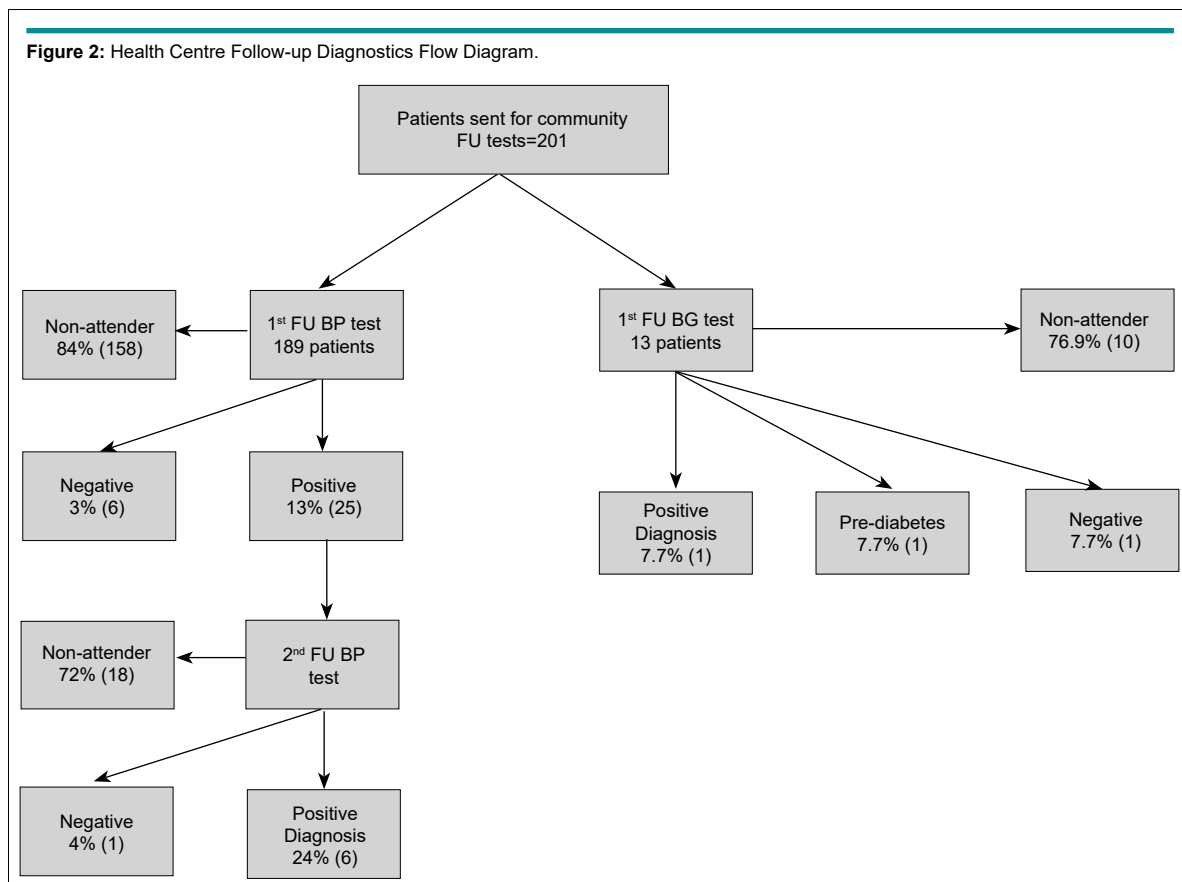 Figure 2: Health Centre Follow-up Diagnostics Flow Diagram.
Patients sent for community
FU tests=201
Non-attender
84% (158)
1st FU BP test
189 patients
1st FU BG test
13 patients
Non-attender
76.9% (10)
Negative
3% (6)
Positive
13% (25)
Positive
Diagnosis
7.7% (1)
Pre-diabetes
7.7% (1)
Negative
7.7% (1)
Non-attender
72% (18)
2nd FU BP
test
Negative
4% (1)
Positive
Diagnosis
24% (6)